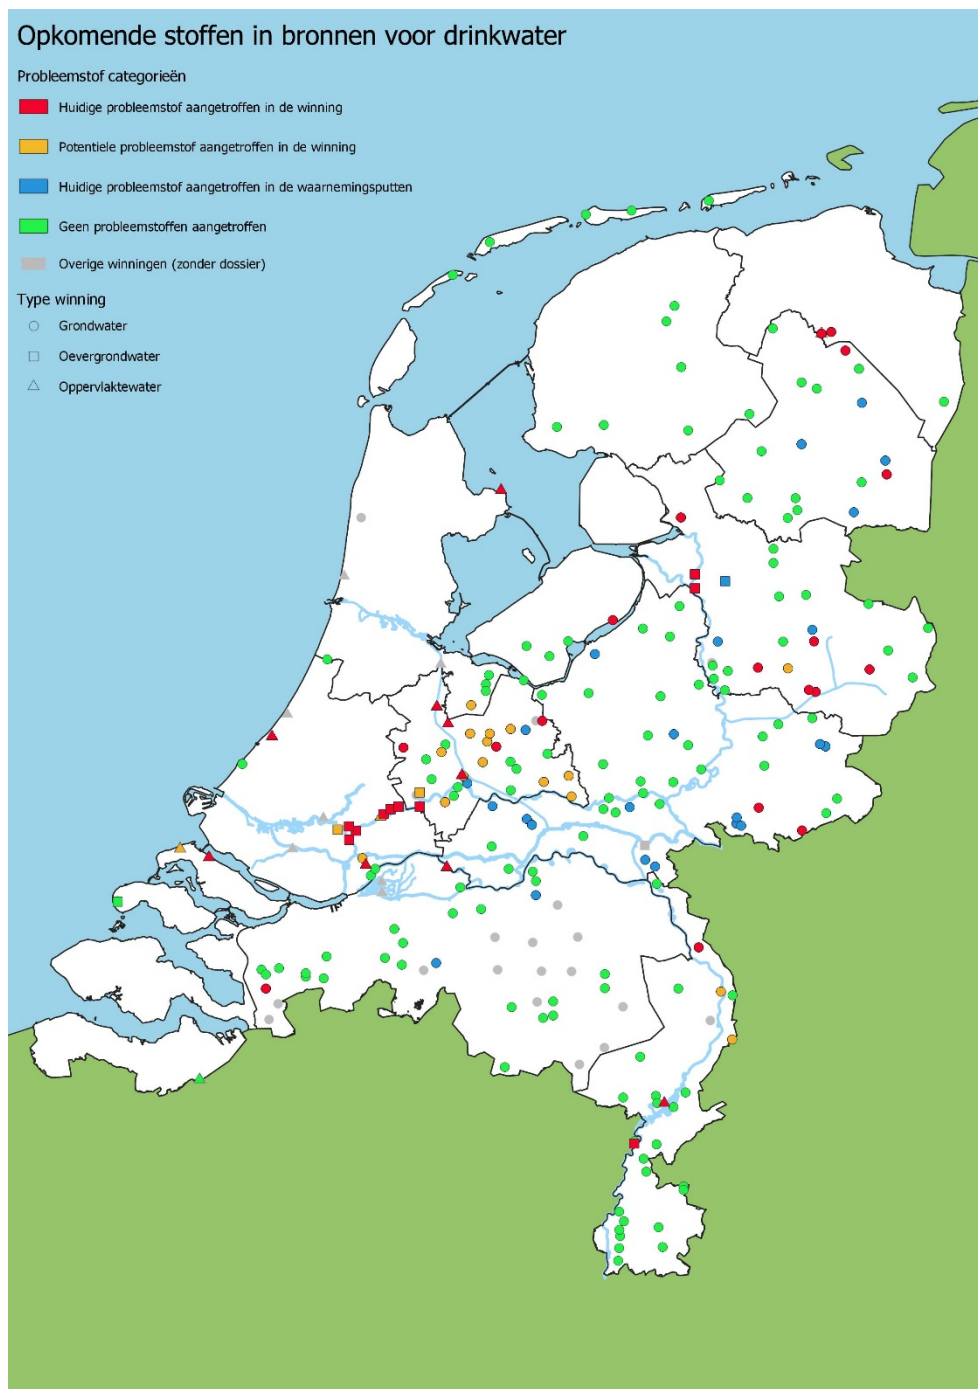 Opkomende stoffen in bronnen voor drinkwater
Probleemstof categorieën
Huidige probleemstof aangetroffen in de winning
Potentiele probleemstof aangetroffen in de winning
Huidige probleemstof aangetroffen in de waarnemingsputten
Geen probleemstoffen aangetroffen
Overige winningen (zonder dossier)
Type winning
Grondwater
Oevergrondwater
Oppervlaktewater